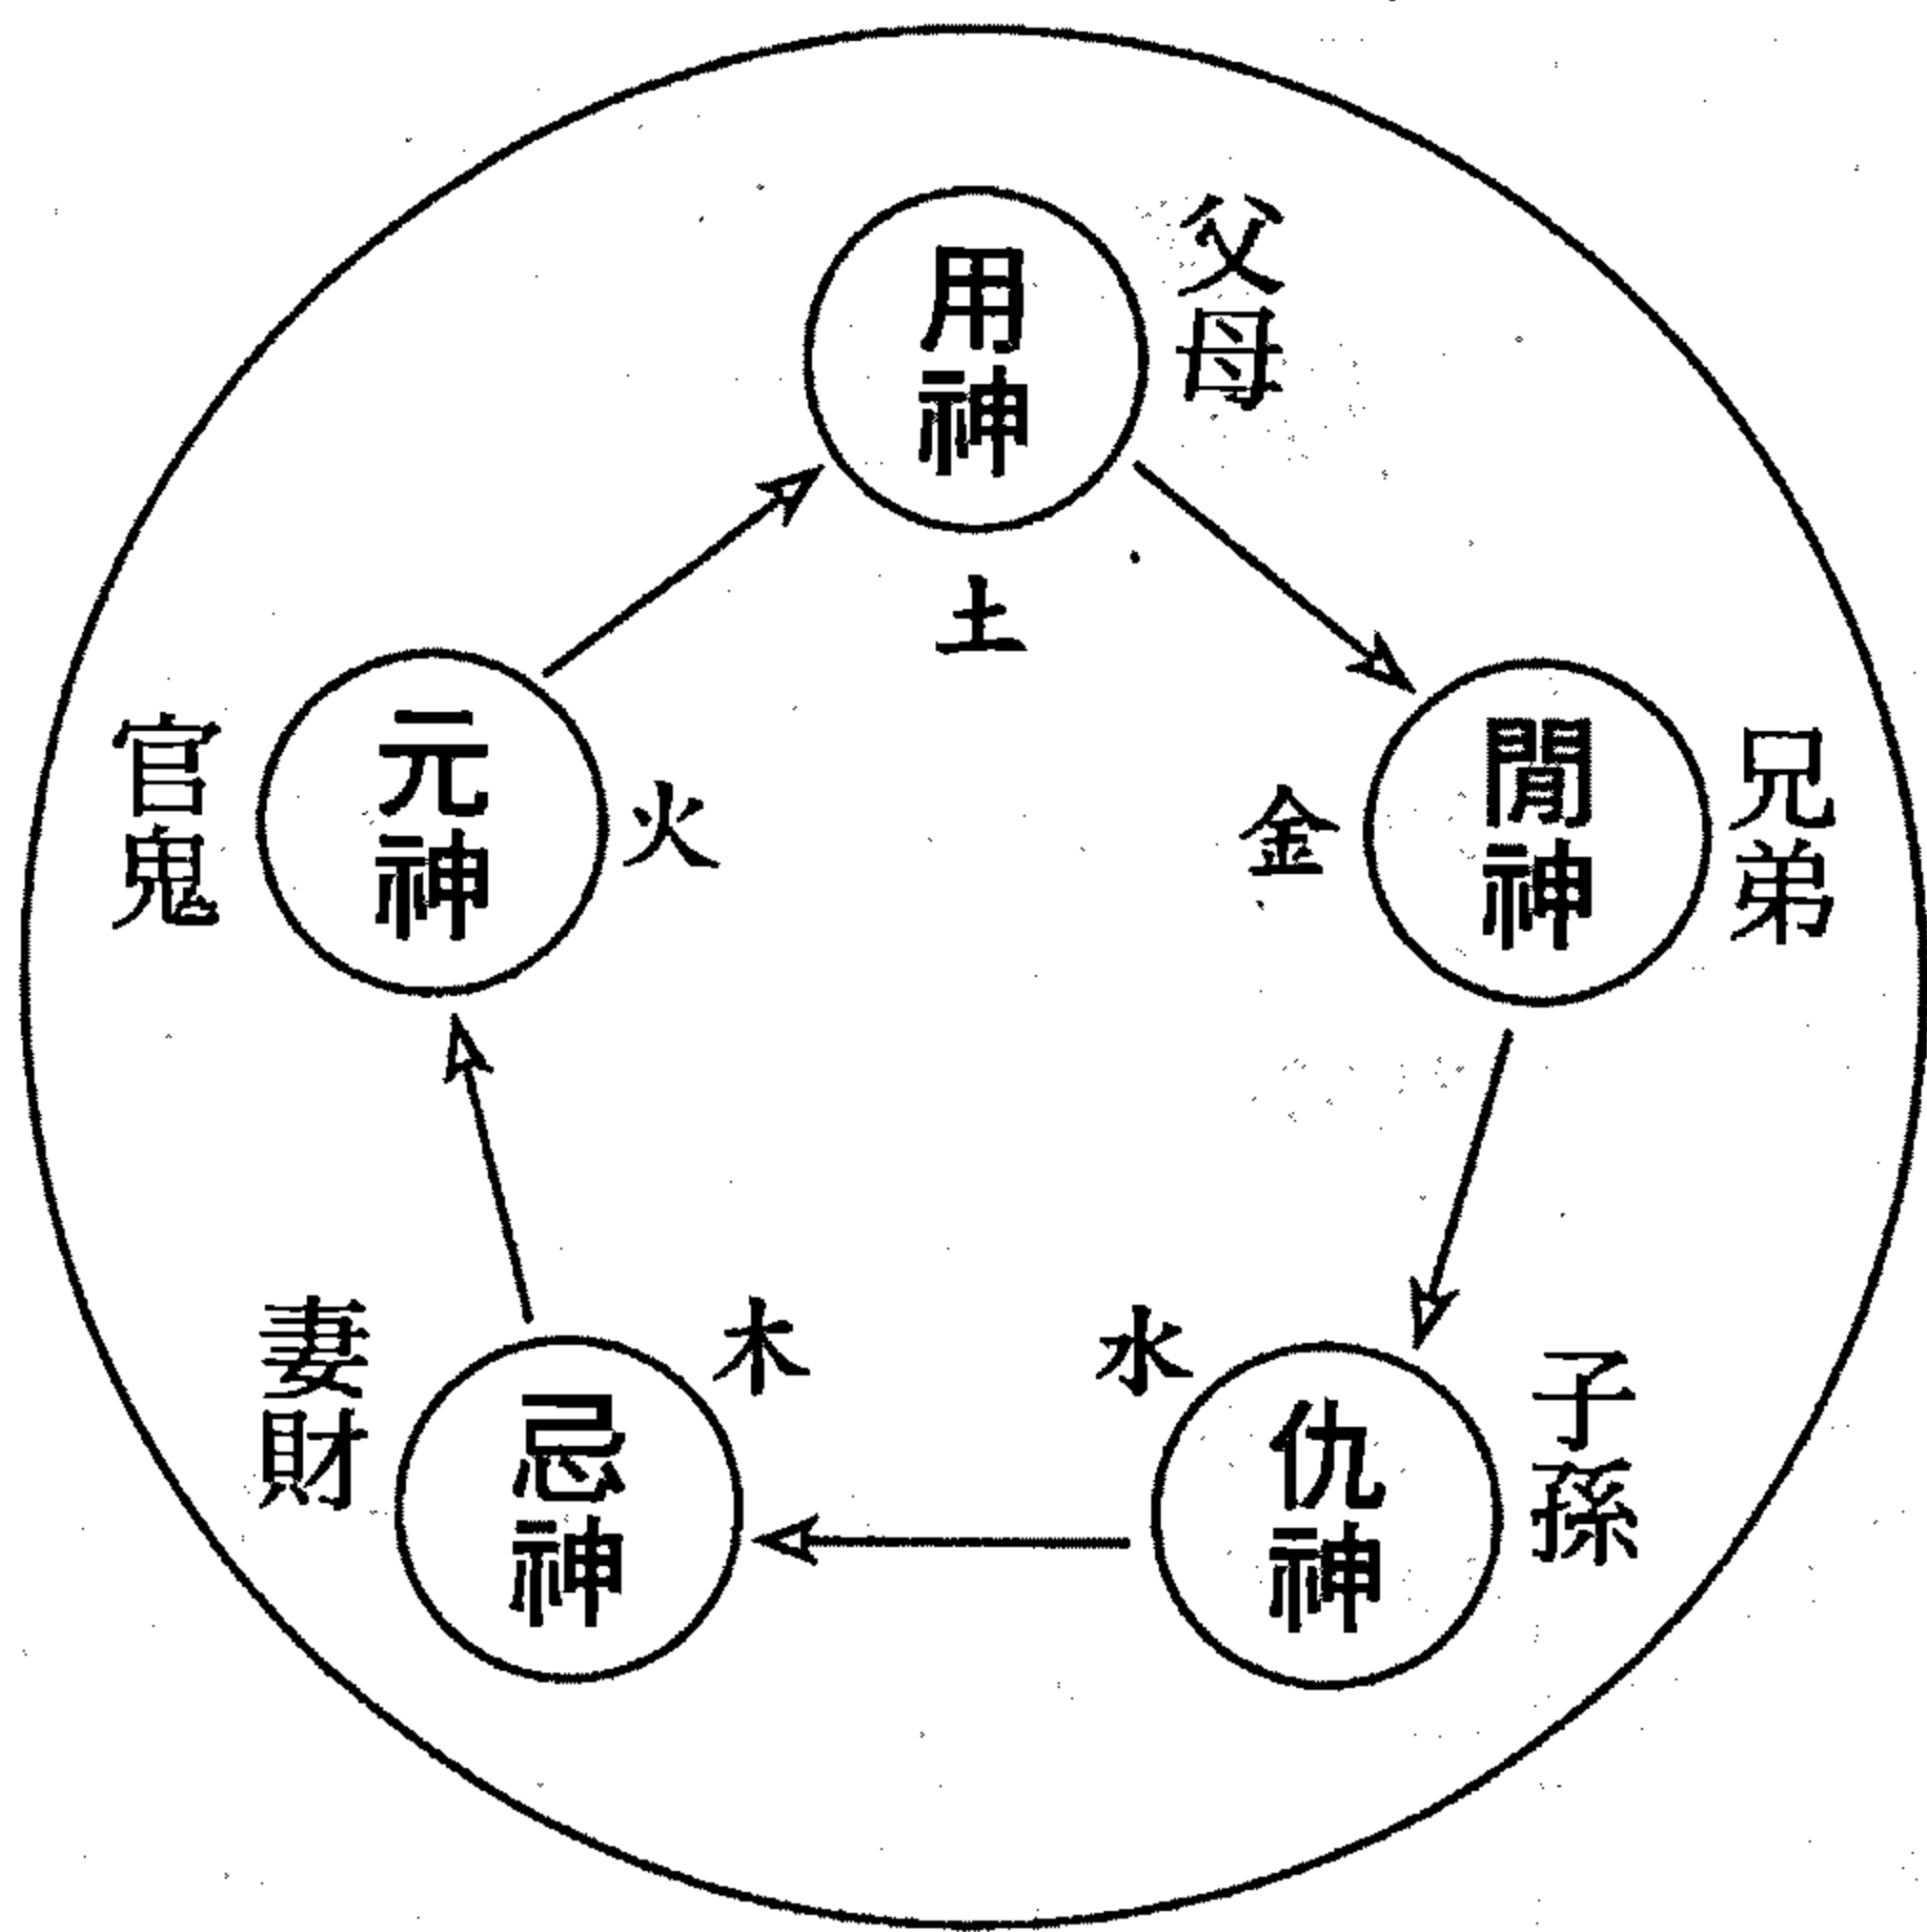 用神
父母
土
元神
官鬼
火
閒神
兄弟
金
忌神
妻財
木
仇神
子孫
水